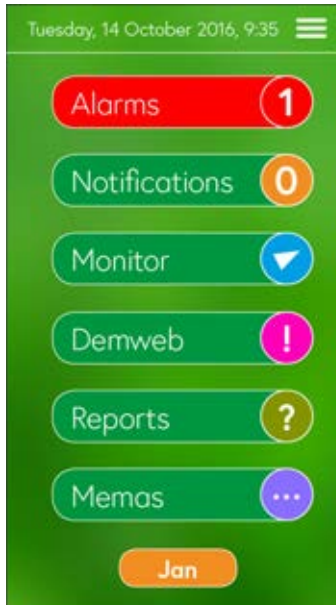 Tuesday, 14 October 2016, 9:35
Alarms 1
Notifications 0
Monitor
Demweb !
Reports ?
Memas ...
Jan